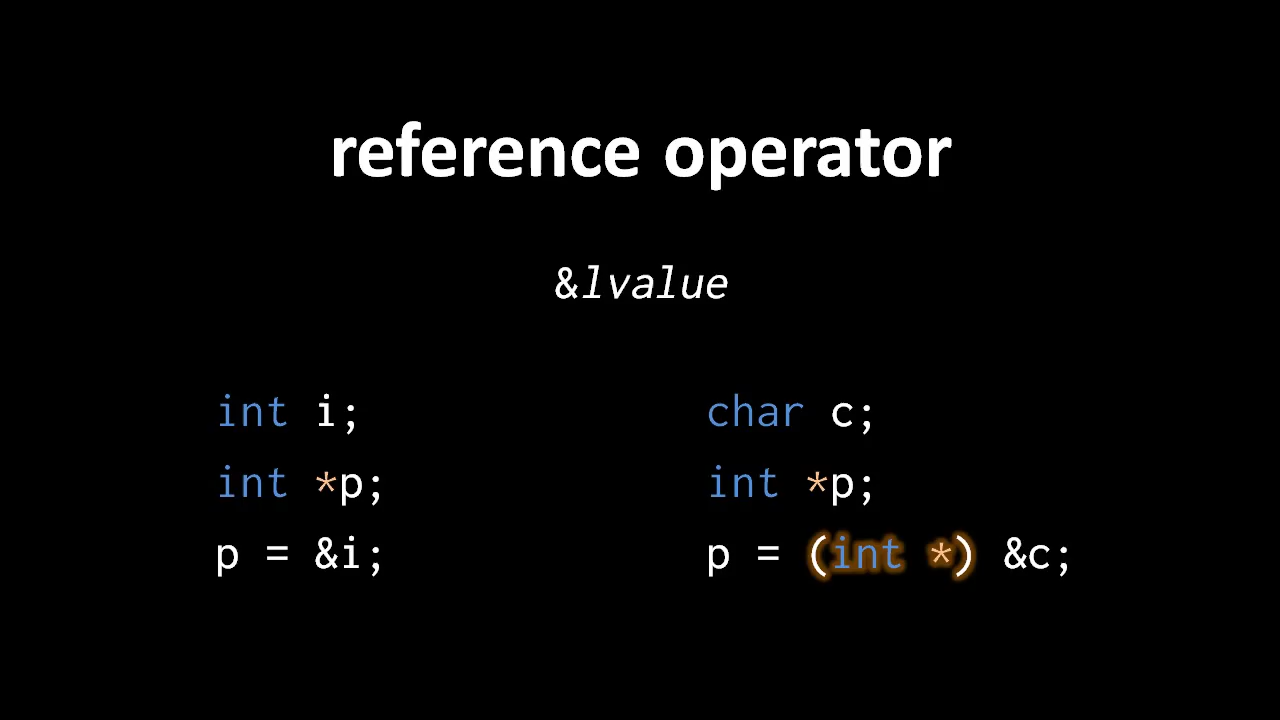 reference operator
&lvalue
int i;
int *p;
p = &i;
char c;
int *p;
p = (int *) &c;